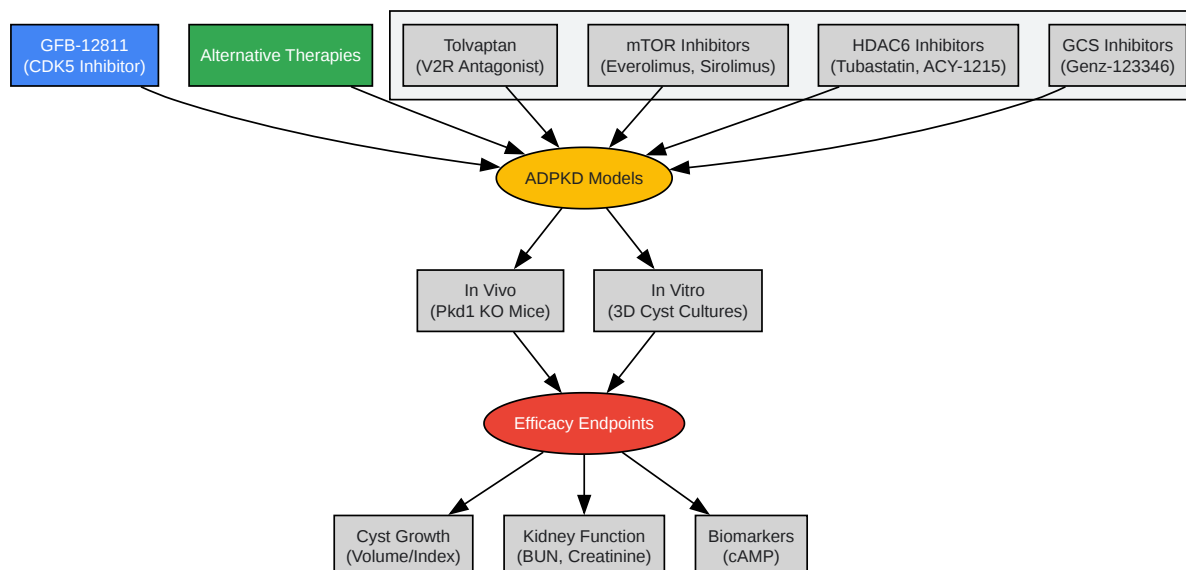 GFB-12811
(CDK5 Inhibitor)
Alternative Therapies
Tolvaptan
(V2R Antagonist)
mTOR Inhibitors
(Everolimus, Sirolimus)
HDAC6 Inhibitors
(Tubastatin, ACY-1215)
GCS Inhibitors
(Genz-123346)
ADPKD Models
In Vivo
(Pkd1 KO Mice)
In Vitro
(3D Cyst Cultures)
Efficacy Endpoints
Cyst Growth
(Volume/Index)
Kidney Function
(BUN, Creatinine)
Biomarkers
(cAMP)